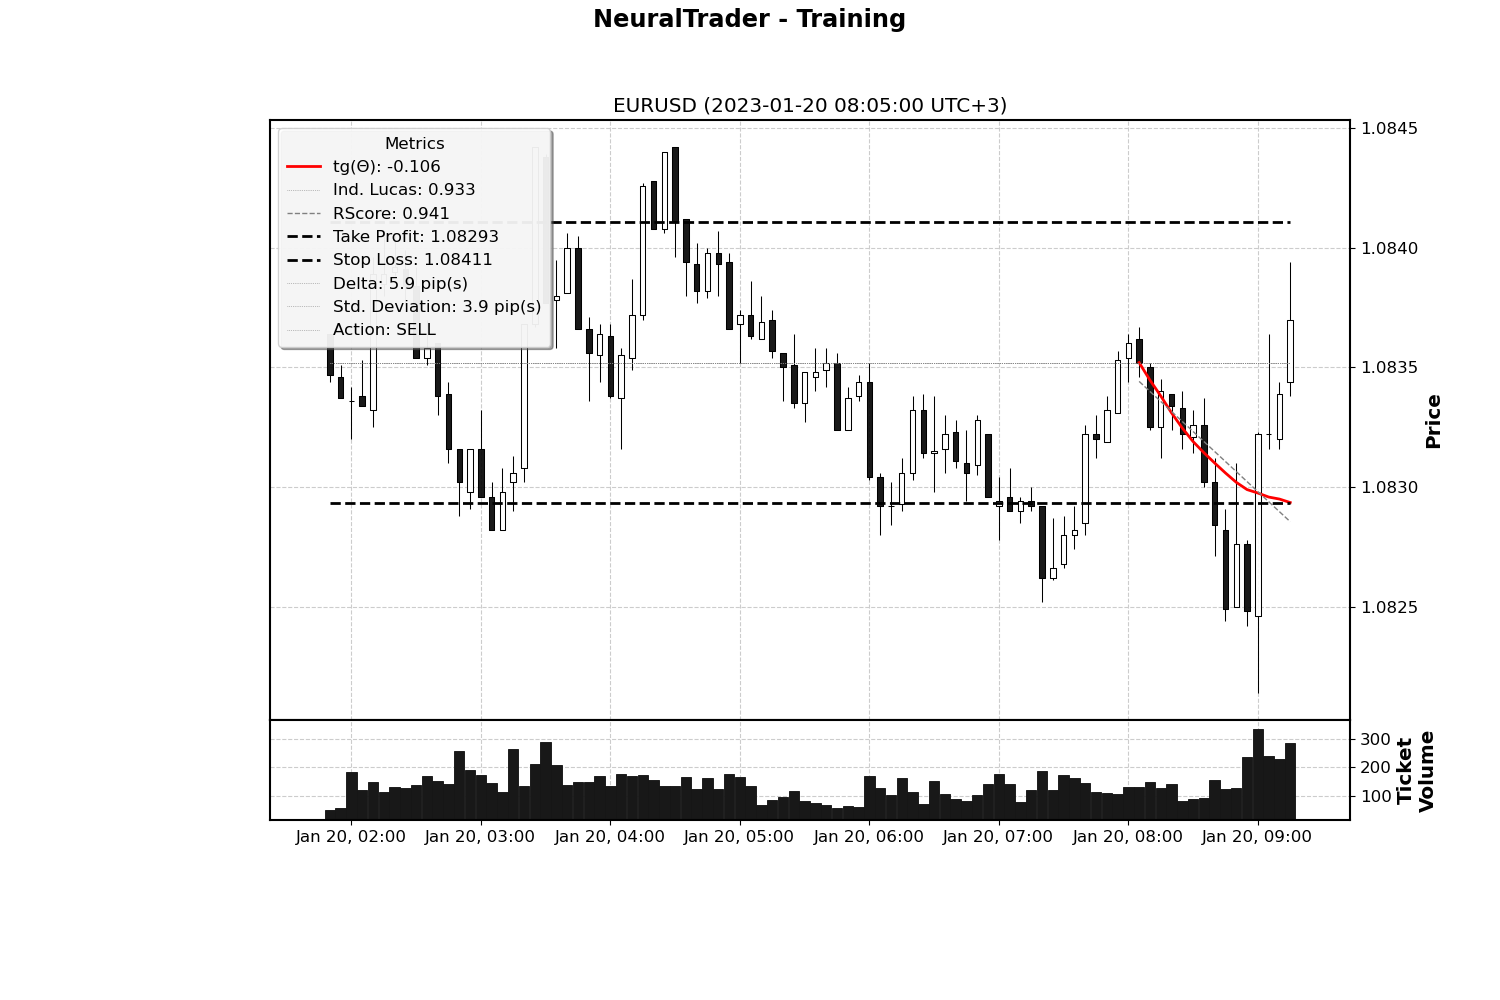 NeuralTrader - Training
EURUSD (2023-01-20 08:05:00 UTC+3)
Metrics
tg(Θ): -0.106
Ind. Lucas: 0.933
RScore: 0.941
Take Profit: 1.08293
Stop Loss: 1.08411
Delta: 5.9 pip(s)
Std. Deviation: 3.9 pip(s)
Action: SELL
1.0845
1.0840
1.0835
1.0830
1.0825
Price
300
200
100
Ticket
Volume
Jan 20, 02:00
Jan 20, 03:00
Jan 20, 04:00
Jan 20, 05:00
Jan 20, 06:00
Jan 20, 07:00
Jan 20, 08:00
Jan 20, 09:00